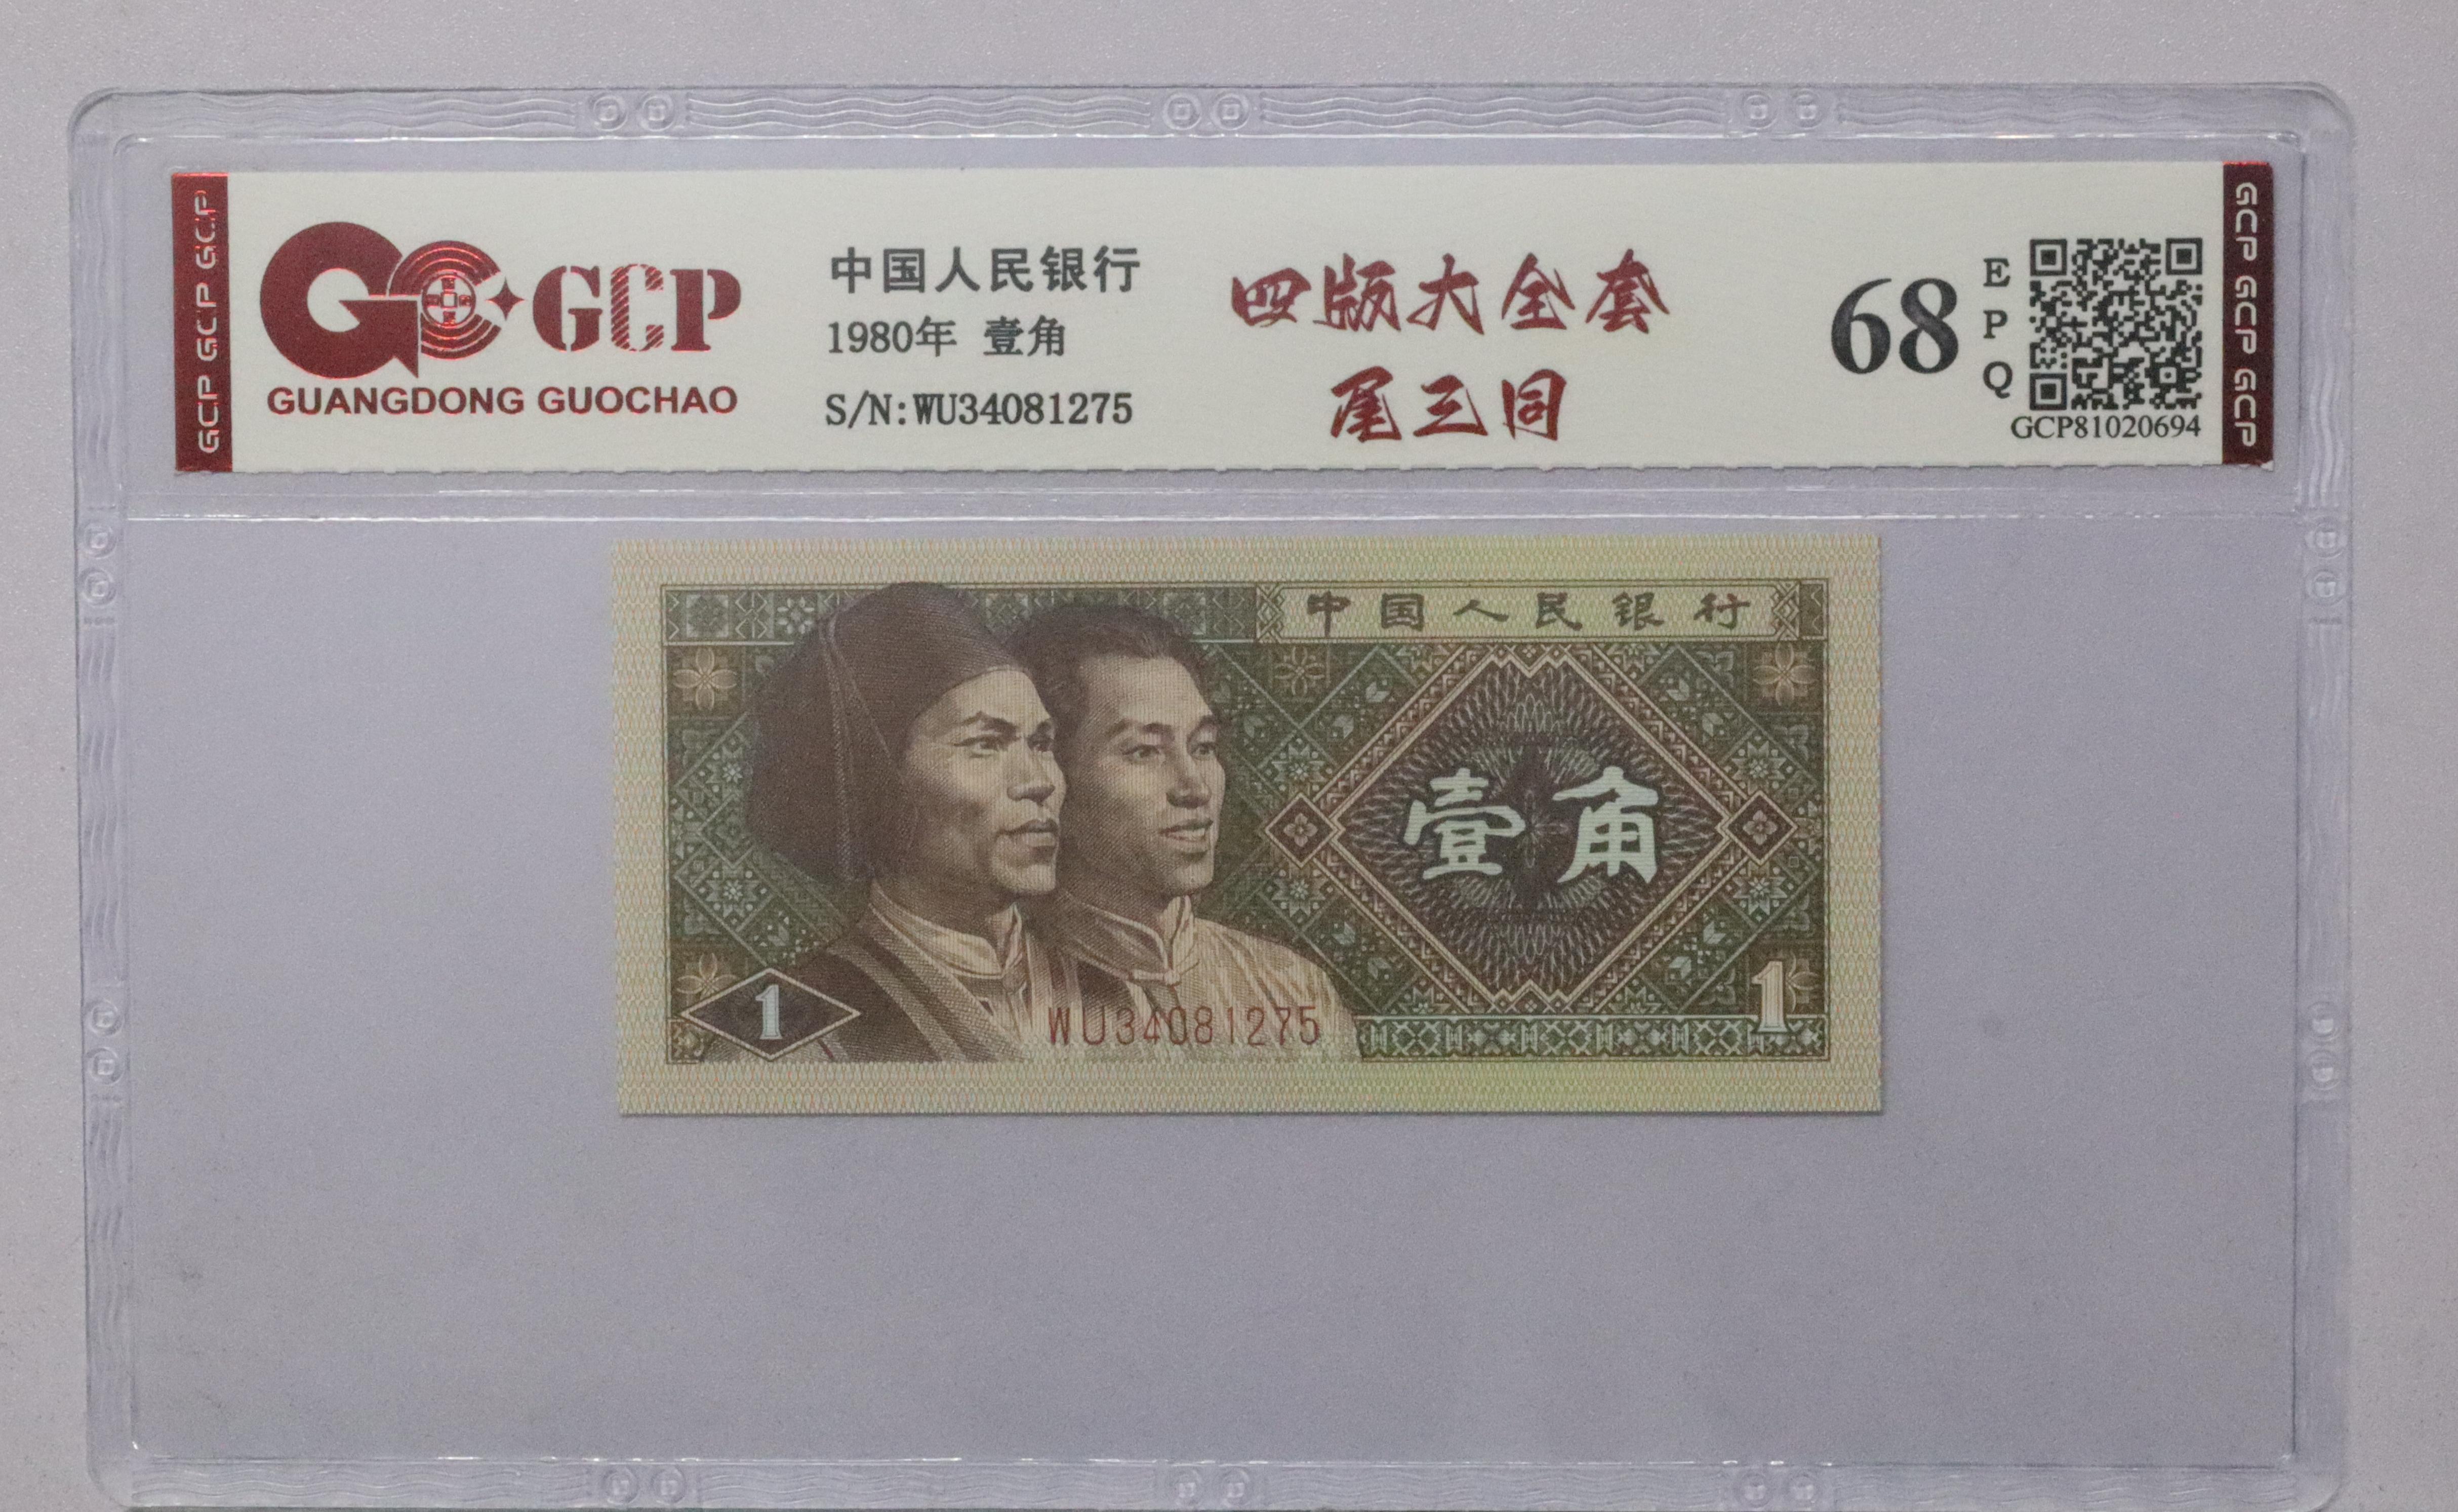 GCP GCP GCP
GCP
GUANGDONG GUOCHAO
中国人民银行
1980年 壹角
S/N:WU34081275
四版大全套
尾三同
68
EPQ
GCP81020694
GCP GCP GCP
中国人民银行
壹角
1
WU34081275
1